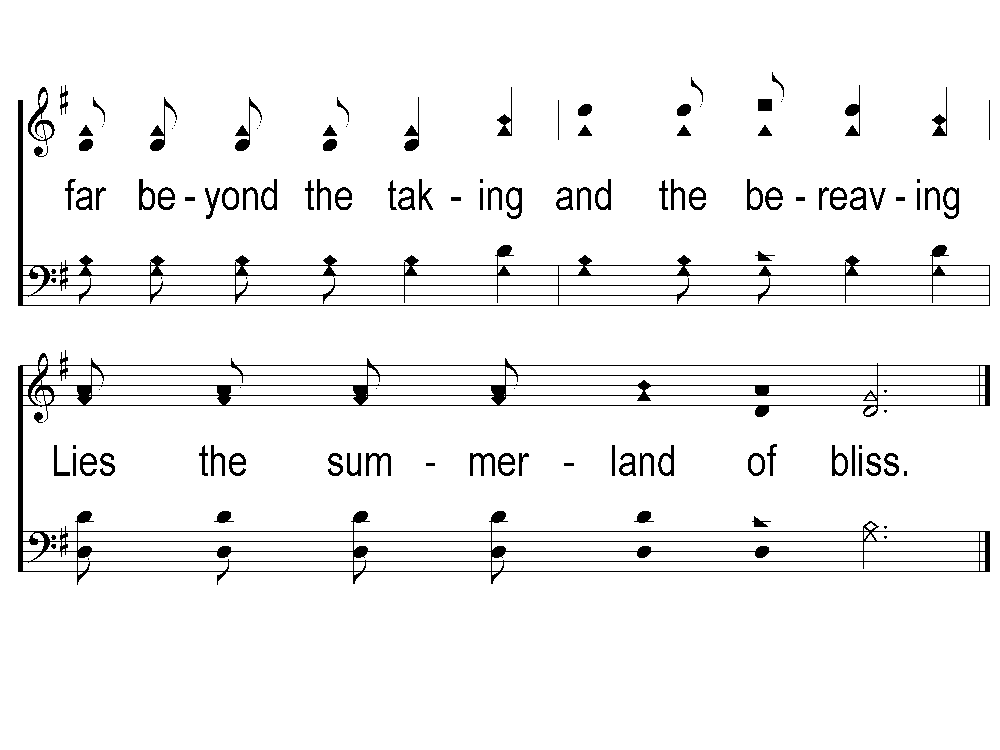 far be - yond the tak - ing and the be - reav - ing
Lies the sum - mer - land of bliss.